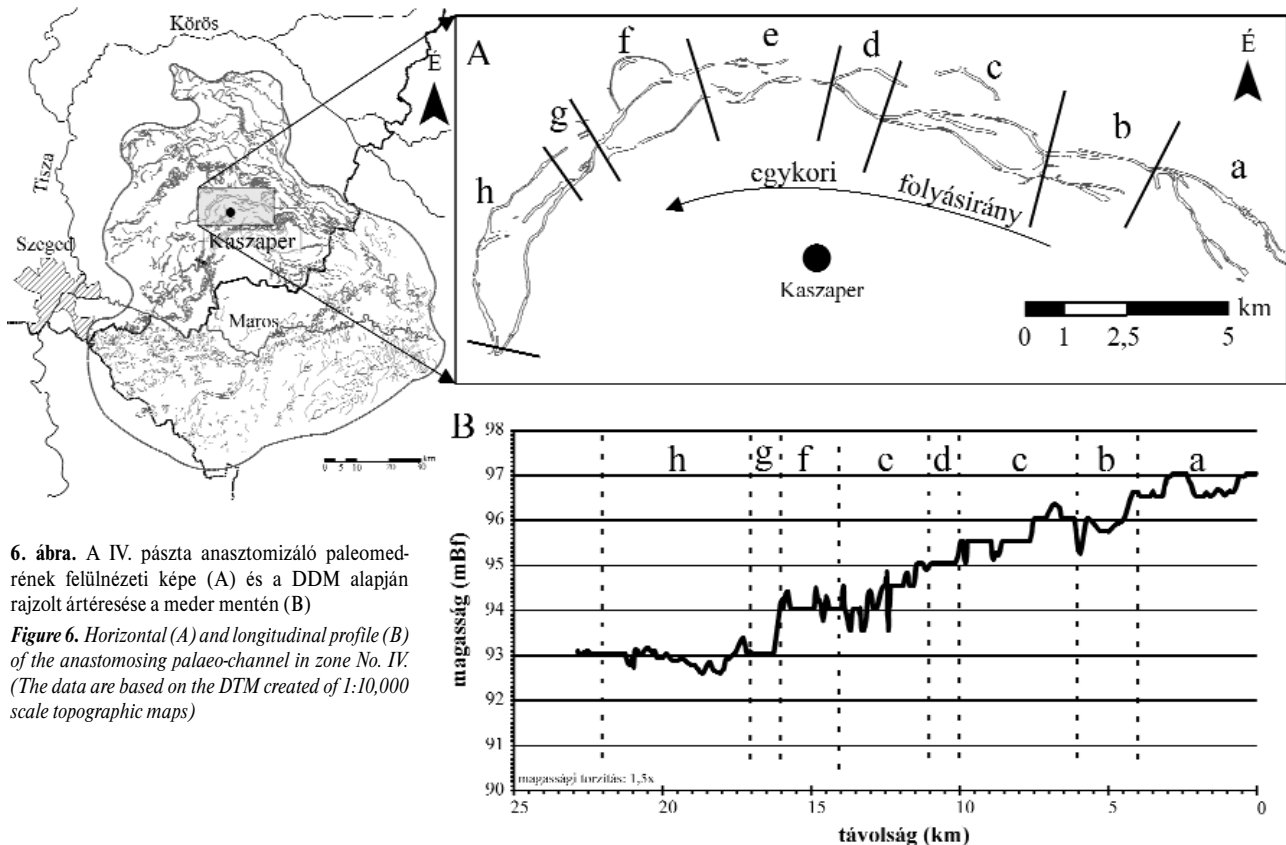 Körös
É
Tisza
Szeged
Kaszaper
Maros
0 5 10 20 30
km
A
f
e
d
c
É
g
b
h
a
egykori
folyásirány
Kaszaper
km
0 1 2,5 5
6. ábra. A IV. pászta anasztomizáló paleomed-
rének felülnézeti képe (A) és a DDM alapján
rajzolt ártéresése a meder mentén (B)
Figure 6. Horizontal (A) and longitudinal profile (B)
of the anastomosing palaeo-channel in zone No. IV.
(The data are based on the DTM created of 1:10,000
scale topographic maps)
B
98
97
96
95
94
93
92
91
90
magasság (mBf)
h g f c d c b a
magassági torzítás: 1,5x
25 20 15 10 5 0
távolság (km)